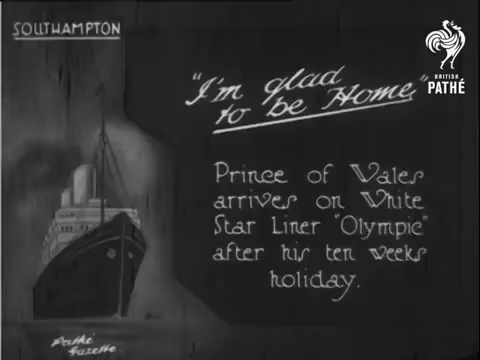 SOUTHAMPTON
"I'm glad
to be Home,"
Prince of Wales
arrives on White
Star Liner "Olympic"
after his ten weeks
holiday.
Pathé
Gazette.
BRITISH
PATHÉ